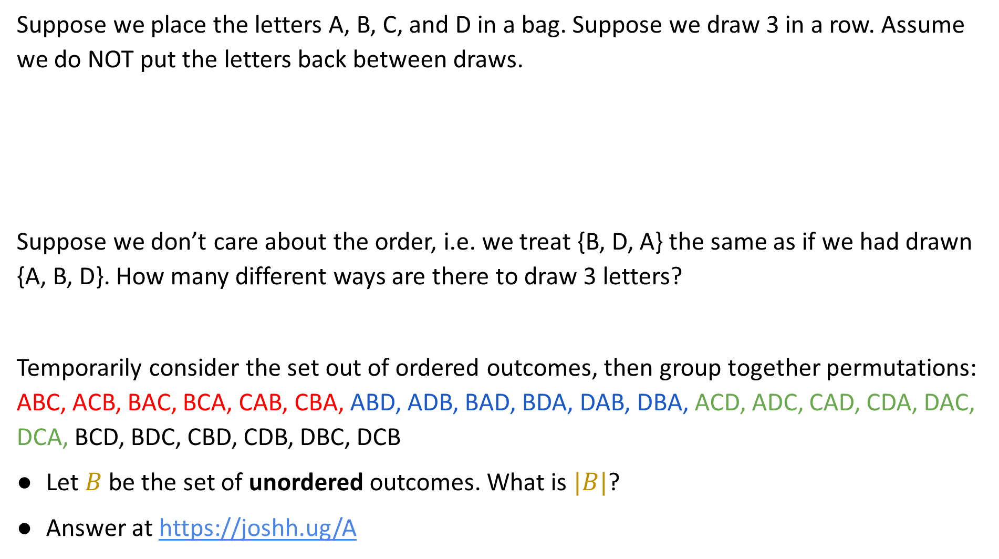 Suppose we place the letters A, B, C, and D in a bag. Suppose we draw 3 in a row. Assume
we do NOT put the letters back between draws.
Suppose we don’t care about the order, i.e. we treat {B, D, A} the same as if we had drawn
{A, B, D}. How many different ways are there to draw 3 letters?
Temporarily consider the set out of ordered outcomes, then group together permutations:
ABC, ACB, BAC, BCA, CAB, CBA, ABD, ADB, BAD, BDA, DAB, DBA, ACD, ADC, CAD, CDA, DAC,
DCA, BCD, BDC, CBD, CDB, DBC, DCB
● Let B be the set of unordered outcomes. What is |B|?
● Answer at https://joshh.ug/A